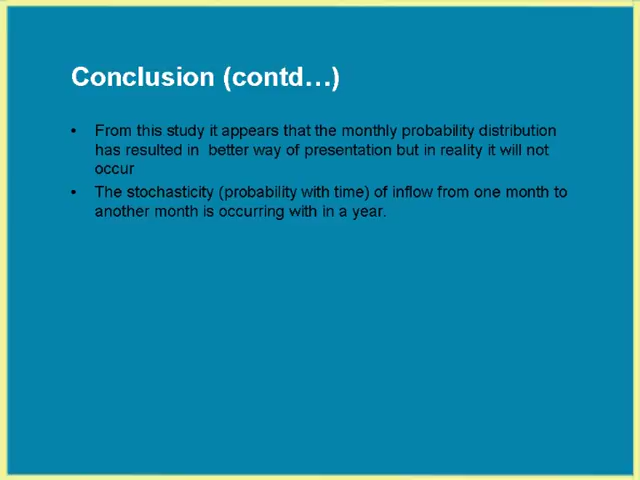 Conclusion (contd…)
• From this study it appears that the monthly probability distribution
has resulted in  better way of presentation but in reality it will not
occur
• The stochasticity (probability with time) of inflow from one month to
another month is occurring with in a year.